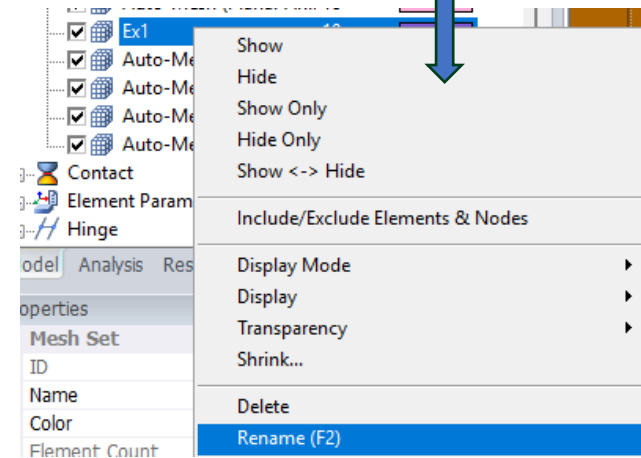 Ex1
Show
Auto-Me
Hide
Auto-Me
Show Only
Auto-Me
Hide Only
Auto-Me
Show <-> Hide
Contact
Element Param
Include/Exclude Elements & Nodes
Hinge
odel Analysis Res
Display Mode
operties
Display
Mesh Set
Transparency
ID
Shrink...
Name
Delete
Color
Rename (F2)
Element Count